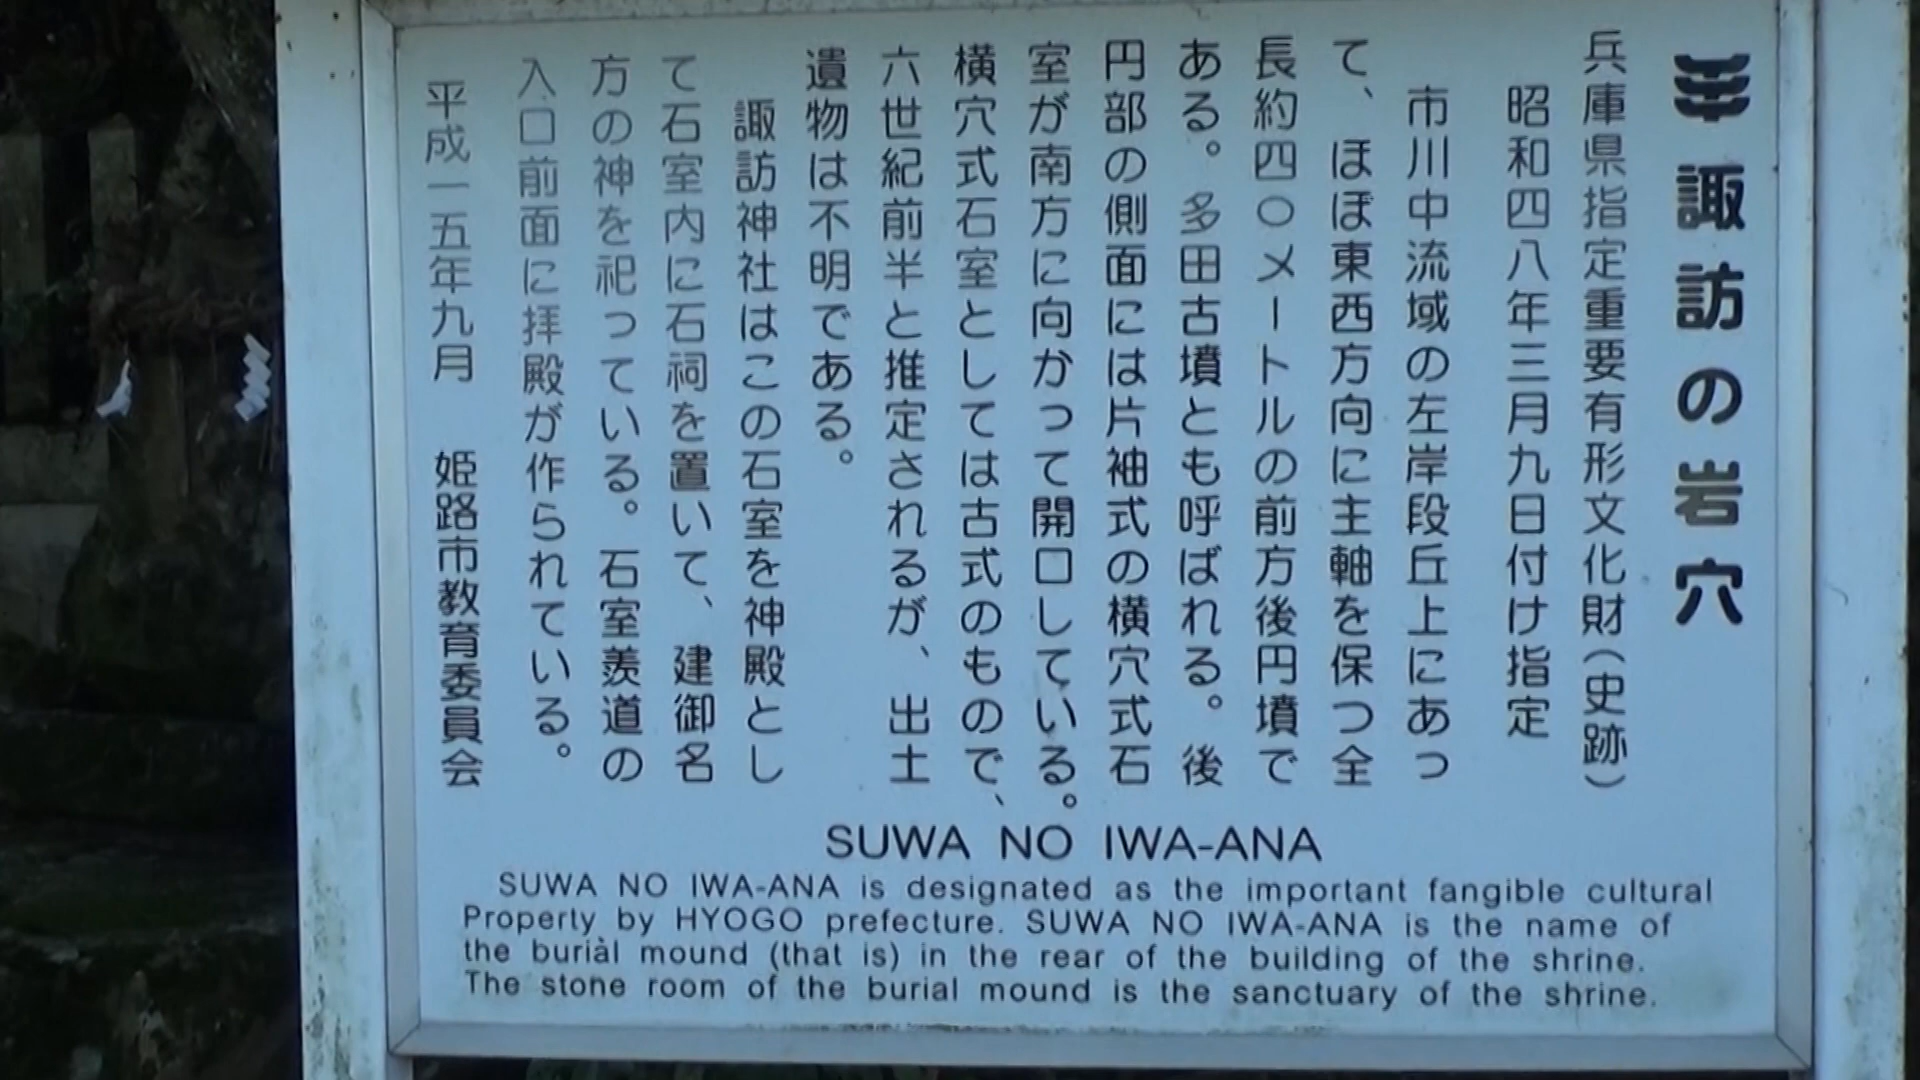 諏訪の岩穴
兵庫県指定重要有形文化財(史跡)
昭和四八年三月九日付け指定
市川中流域の左岸段丘上にあっ
て、ほぼ東西方向に主軸を保つ全
長約四〇メートルの前方後円墳で
ある。多田古墳とも呼ばれる。後
円部の側面には片袖式の横穴式石
室が南方に向かって開口している。
横穴式石室としては古式のもので、
六世紀前半と推定されるが、出土
遺物は不明である。
諏訪神社はこの石室を神殿とし
て石室内に石祠を置いて、建御名
方の神を祀っている。石室羨道の
入口前面に拝殿が作られている。
平成一五年九月 姫路市教育委員会
SUWA NO IWA-ANA
SUWA NO IWA-ANA is designated as the important fangible cultural
Property by HYOGO prefecture. SUWA NO IWA-ANA is the name of
the burial mound (that is) in the rear of the building of the shrine.
The stone room of the burial mound is the sanctuary of the shrine.